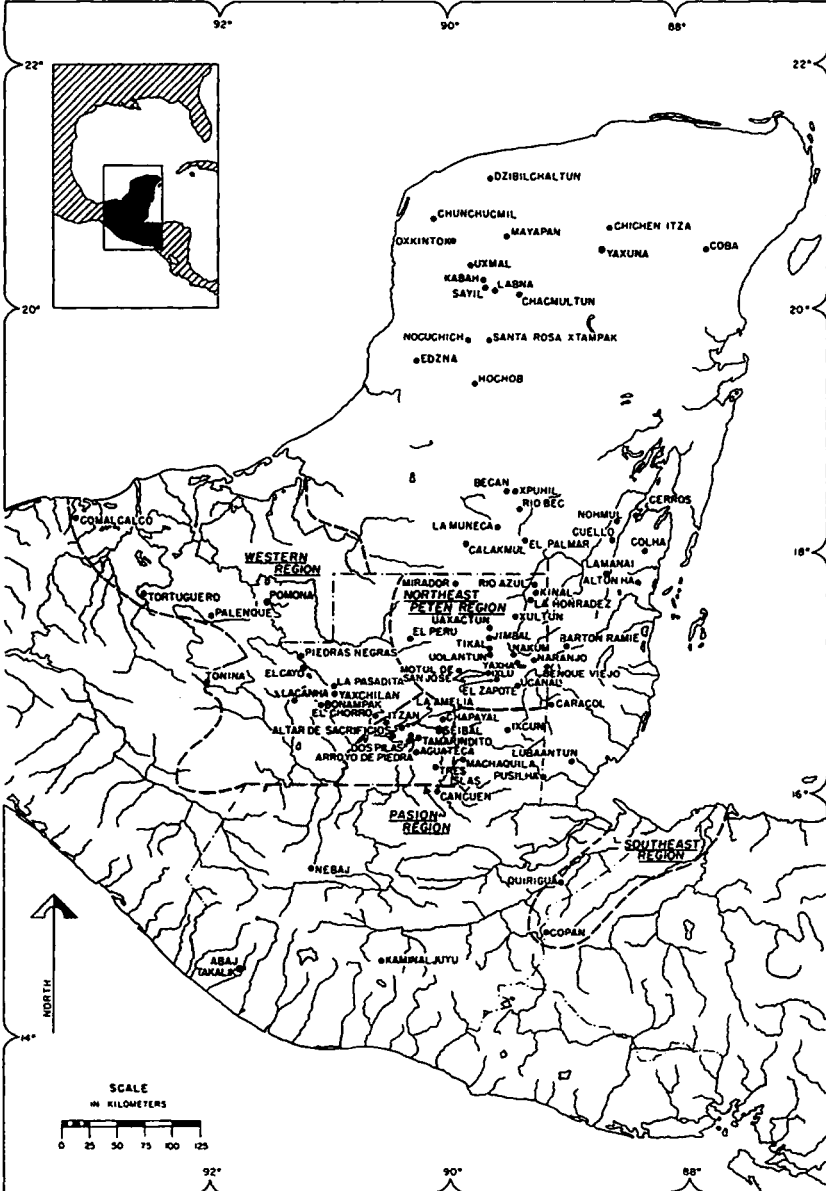 92°
90°
88°
22°
22°
DZIBILCHALTUN
CHUNCHUCMIL
CHICHEN ITZA
MAYAPAN
OXKINTOK
YAXUNA
COBA
UXMAL
KABAH
LABNA
SAYIL
CHACMULTUN
20°
20°
NOCUCHICH
SANTA ROSA XTAMPAK
EDZNA
HOCHOB
BECAN
XPUHIL
RIO BEC
CERROS
NOHMUL
COMALCALCO
LA MUNECA
CUELLO
COLHA
CALAKMUL
EL PALMAR
18°
WESTERN
REGION
LAMANAI
MIRADOR
RIO AZUL
ALTUN HA
NORTHEAST
PETEN REGION
KINAL
TORTUGUERO
POMONA
LA HONRADEZ
PALENQUE
XULTUN
UAXACTUN
EL PERU
JIMBAL
BARTON RAMIE
TIKAL
NAKUM
PIEDRAS NEGRAS
UOLANTUN
YAXHA
NARANJO
EL CAYO
MOTUL DE
SAN JOSE
IXLU
BENQUE VIEJO
TONINA
LA PASADITA
UCANAL
LACANHA
YAXCHILAN
EL ZAPOTE
BONAMPAK
LA AMELIA
CARACOL
EL CHORRO
ITZAN
CHAPAYAL
ALTAR DE SACRIFICIOS
SEIBAL
IXCUN
TAMARINDITO
DOS PILAS
AGUATECA
LUBAANTUN
ARROYO DE PIEDRA
MACHAQUILA
TRES
ISLAS
PUSILHA
CANCUEN
16°
PASION
REGION
SOUTHEAST
REGION
NEBAJ
QUIRIGUA
COPAN
ABAJ
TAKALIK
KAMINALJUYU
NORTH
14°
SCALE
IN KILOMETERS
0 25 50 75 100 125
92°
90°
88°